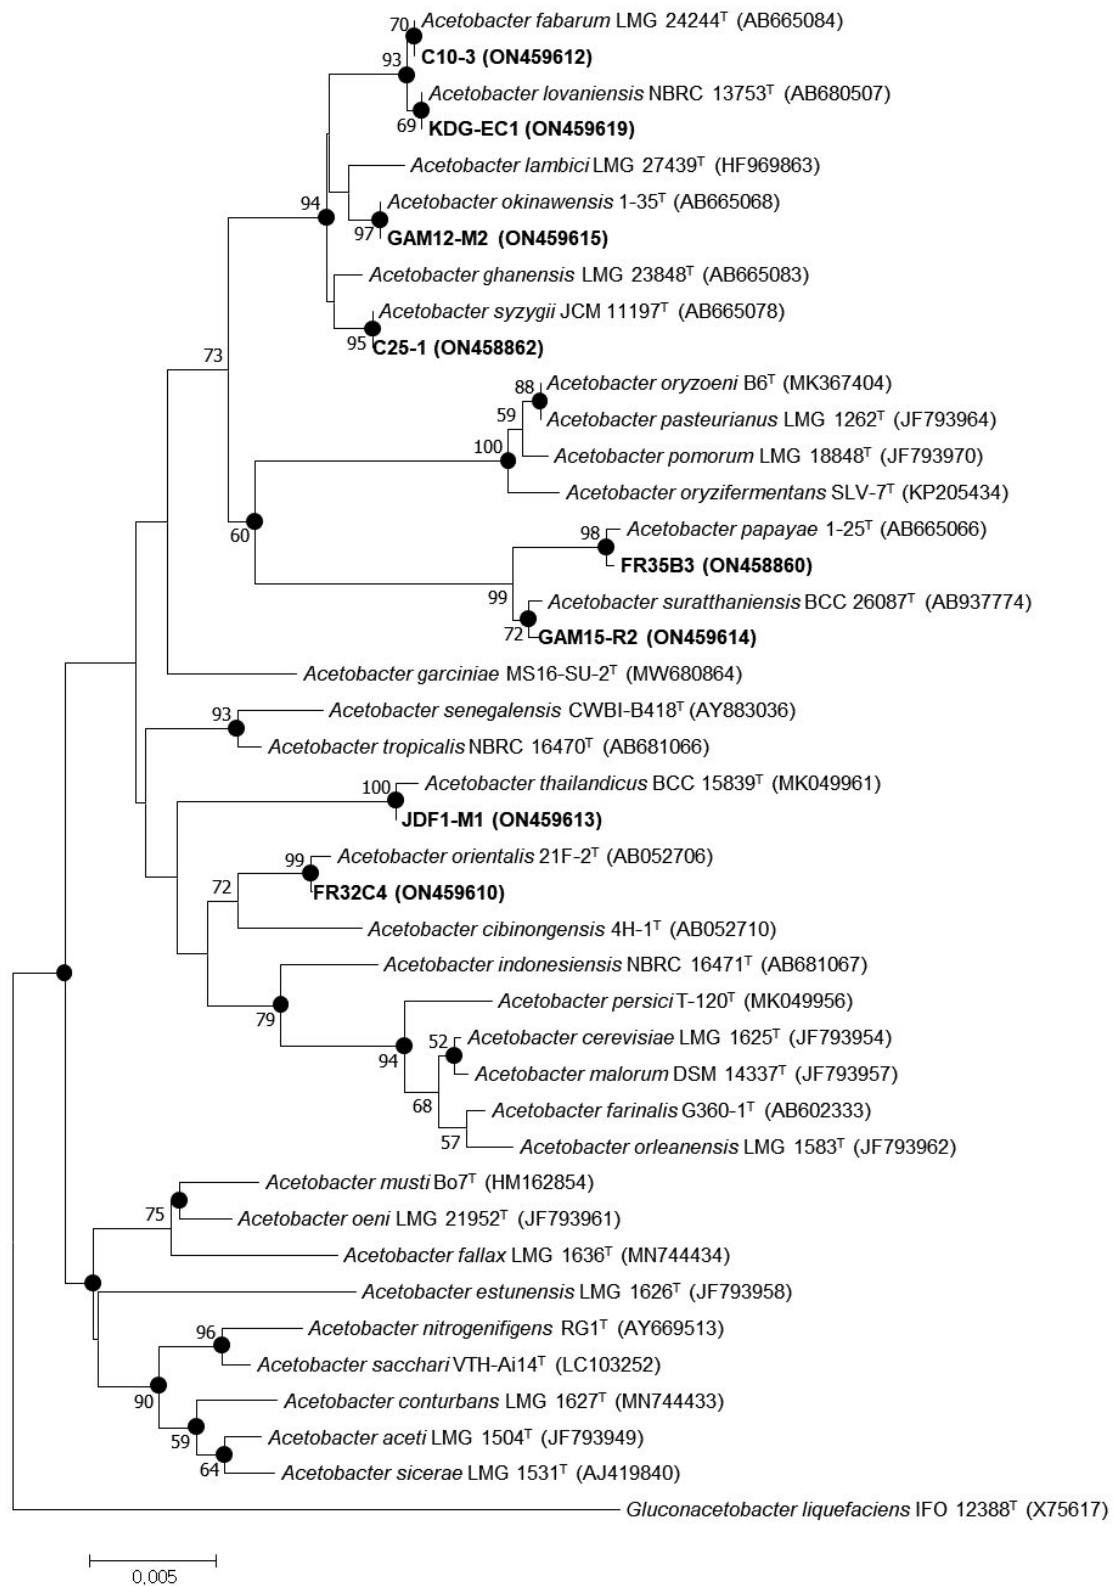 70 Acetobacter fabarum LMG 24244T (AB665084)
C10-3 (ON459612)
93
Acetobacter lovaniensis NBRC 13753T (AB680507)
69 KDG-EC1 (ON459619)
Acetobacter lambici LMG 27439T (HF969863)
94 Acetobacter okinawensis 1-35T (AB665068)
97 GAM12-M2 (ON459615)
Acetobacter ghanensis LMG 23848T (AB665083)
Acetobacter syzygii JCM 11197T (AB665078)
95 C25-1 (ON458862)
73
88 Acetobacter oryzoeni B6T (MK367404)
59 Acetobacter pasteurianus LMG 1262T (JF793964)
100 Acetobacter pomorum LMG 18848T (JF793970)
Acetobacter oryzifermentans SLV-7T (KP205434)
60
98 Acetobacter papayae 1-25T (AB665066)
FR35B3 (ON458860)
99 Acetobacter suratthaniensis BCC 26087T (AB937774)
72 GAM15-R2 (ON459614)
Acetobacter garciniae MS16-SU-2T (MW680864)
93 Acetobacter senegalensis CWBI-B418T (AY883036)
Acetobacter tropicalis NBRC 16470T (AB681066)
100 Acetobacter thailandicus BCC 15839T (MK049961)
JDF1-M1 (ON459613)
99 Acetobacter orientalis 21F-2T (AB052706)
72 FR32C4 (ON459610)
Acetobacter cibinongensis 4H-1T (AB052710)
Acetobacter indonesiensis NBRC 16471T (AB681067)
79 Acetobacter persici T-120T (MK049956)
52 Acetobacter cerevisiae LMG 1625T (JF793954)
94 Acetobacter malorum DSM 14337T (JF793957)
68 Acetobacter farinalis G360-1T (AB602333)
57 Acetobacter orleanensis LMG 1583T (JF793962)
Acetobacter musti Bo7T (HM162854)
75 Acetobacter oeni LMG 21952T (JF793961)
Acetobacter fallax LMG 1636T (MN744434)
Acetobacter estunensis LMG 1626T (JF793958)
96 Acetobacter nitrogenifigens RG1T (AY669513)
Acetobacter sacchari VTH-Ai14T (LC103252)
90 Acetobacter conturbans LMG 1627T (MN744433)
59 Acetobacter aceti LMG 1504T (JF793949)
64 Acetobacter sicerae LMG 1531T (AJ419840)
Gluconacetobacter liquefaciens IFO 12388T (X75617)
0,005